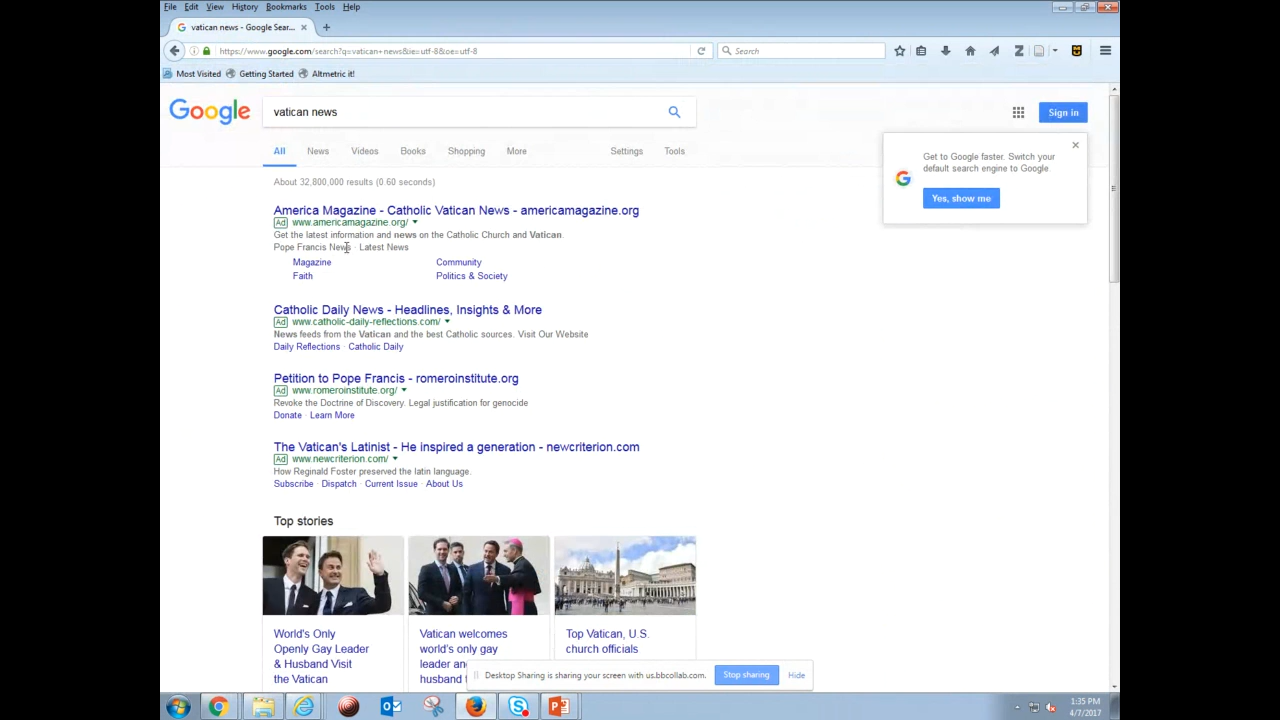 File Edit View History Bookmarks Tools Help
vatican news - Google Sear...
https://www.google.com/search?q=vatican+news&ie=utf-8&oe=utf-8
Search
Most Visited Getting Started Altmetric it!
Google
vatican news
Sign in
All News Videos Books Shopping More Settings Tools
Get to Google faster. Switch your
default search engine to Google.
Yes, show me
About 32,800,000 results (0.60 seconds)
America Magazine - Catholic Vatican News - americamagazine.org
Ad www.americamagazine.org/
Get the latest information and news on the Catholic Church and Vatican.
Pope Francis News · Latest News
Magazine Community
Faith Politics & Society
Catholic Daily News - Headlines, Insights & More
Ad www.catholic-daily-reflections.com/
News feeds from the Vatican and the best Catholic sources. Visit Our Website
Daily Reflections · Catholic Daily
Petition to Pope Francis - romeroinstitute.org
Ad www.romeroinstitute.org/
Revoke the Doctrine of Discovery. Legal justification for genocide
Donate · Learn More
The Vatican's Latinist - He inspired a generation - newcriterion.com
Ad www.newcriterion.com/
How Reginald Foster preserved the latin language.
Subscribe · Dispatch · Current Issue · About Us
Top stories
World's Only
Openly Gay Leader
& Husband Visit
the Vatican
Vatican welcomes
world's only gay
leader and
husband
Top Vatican, U.S.
church officials
Desktop Sharing is sharing your screen with us.bbcollab.com.
Stop sharing
Hide
1:35 PM
4/7/2017